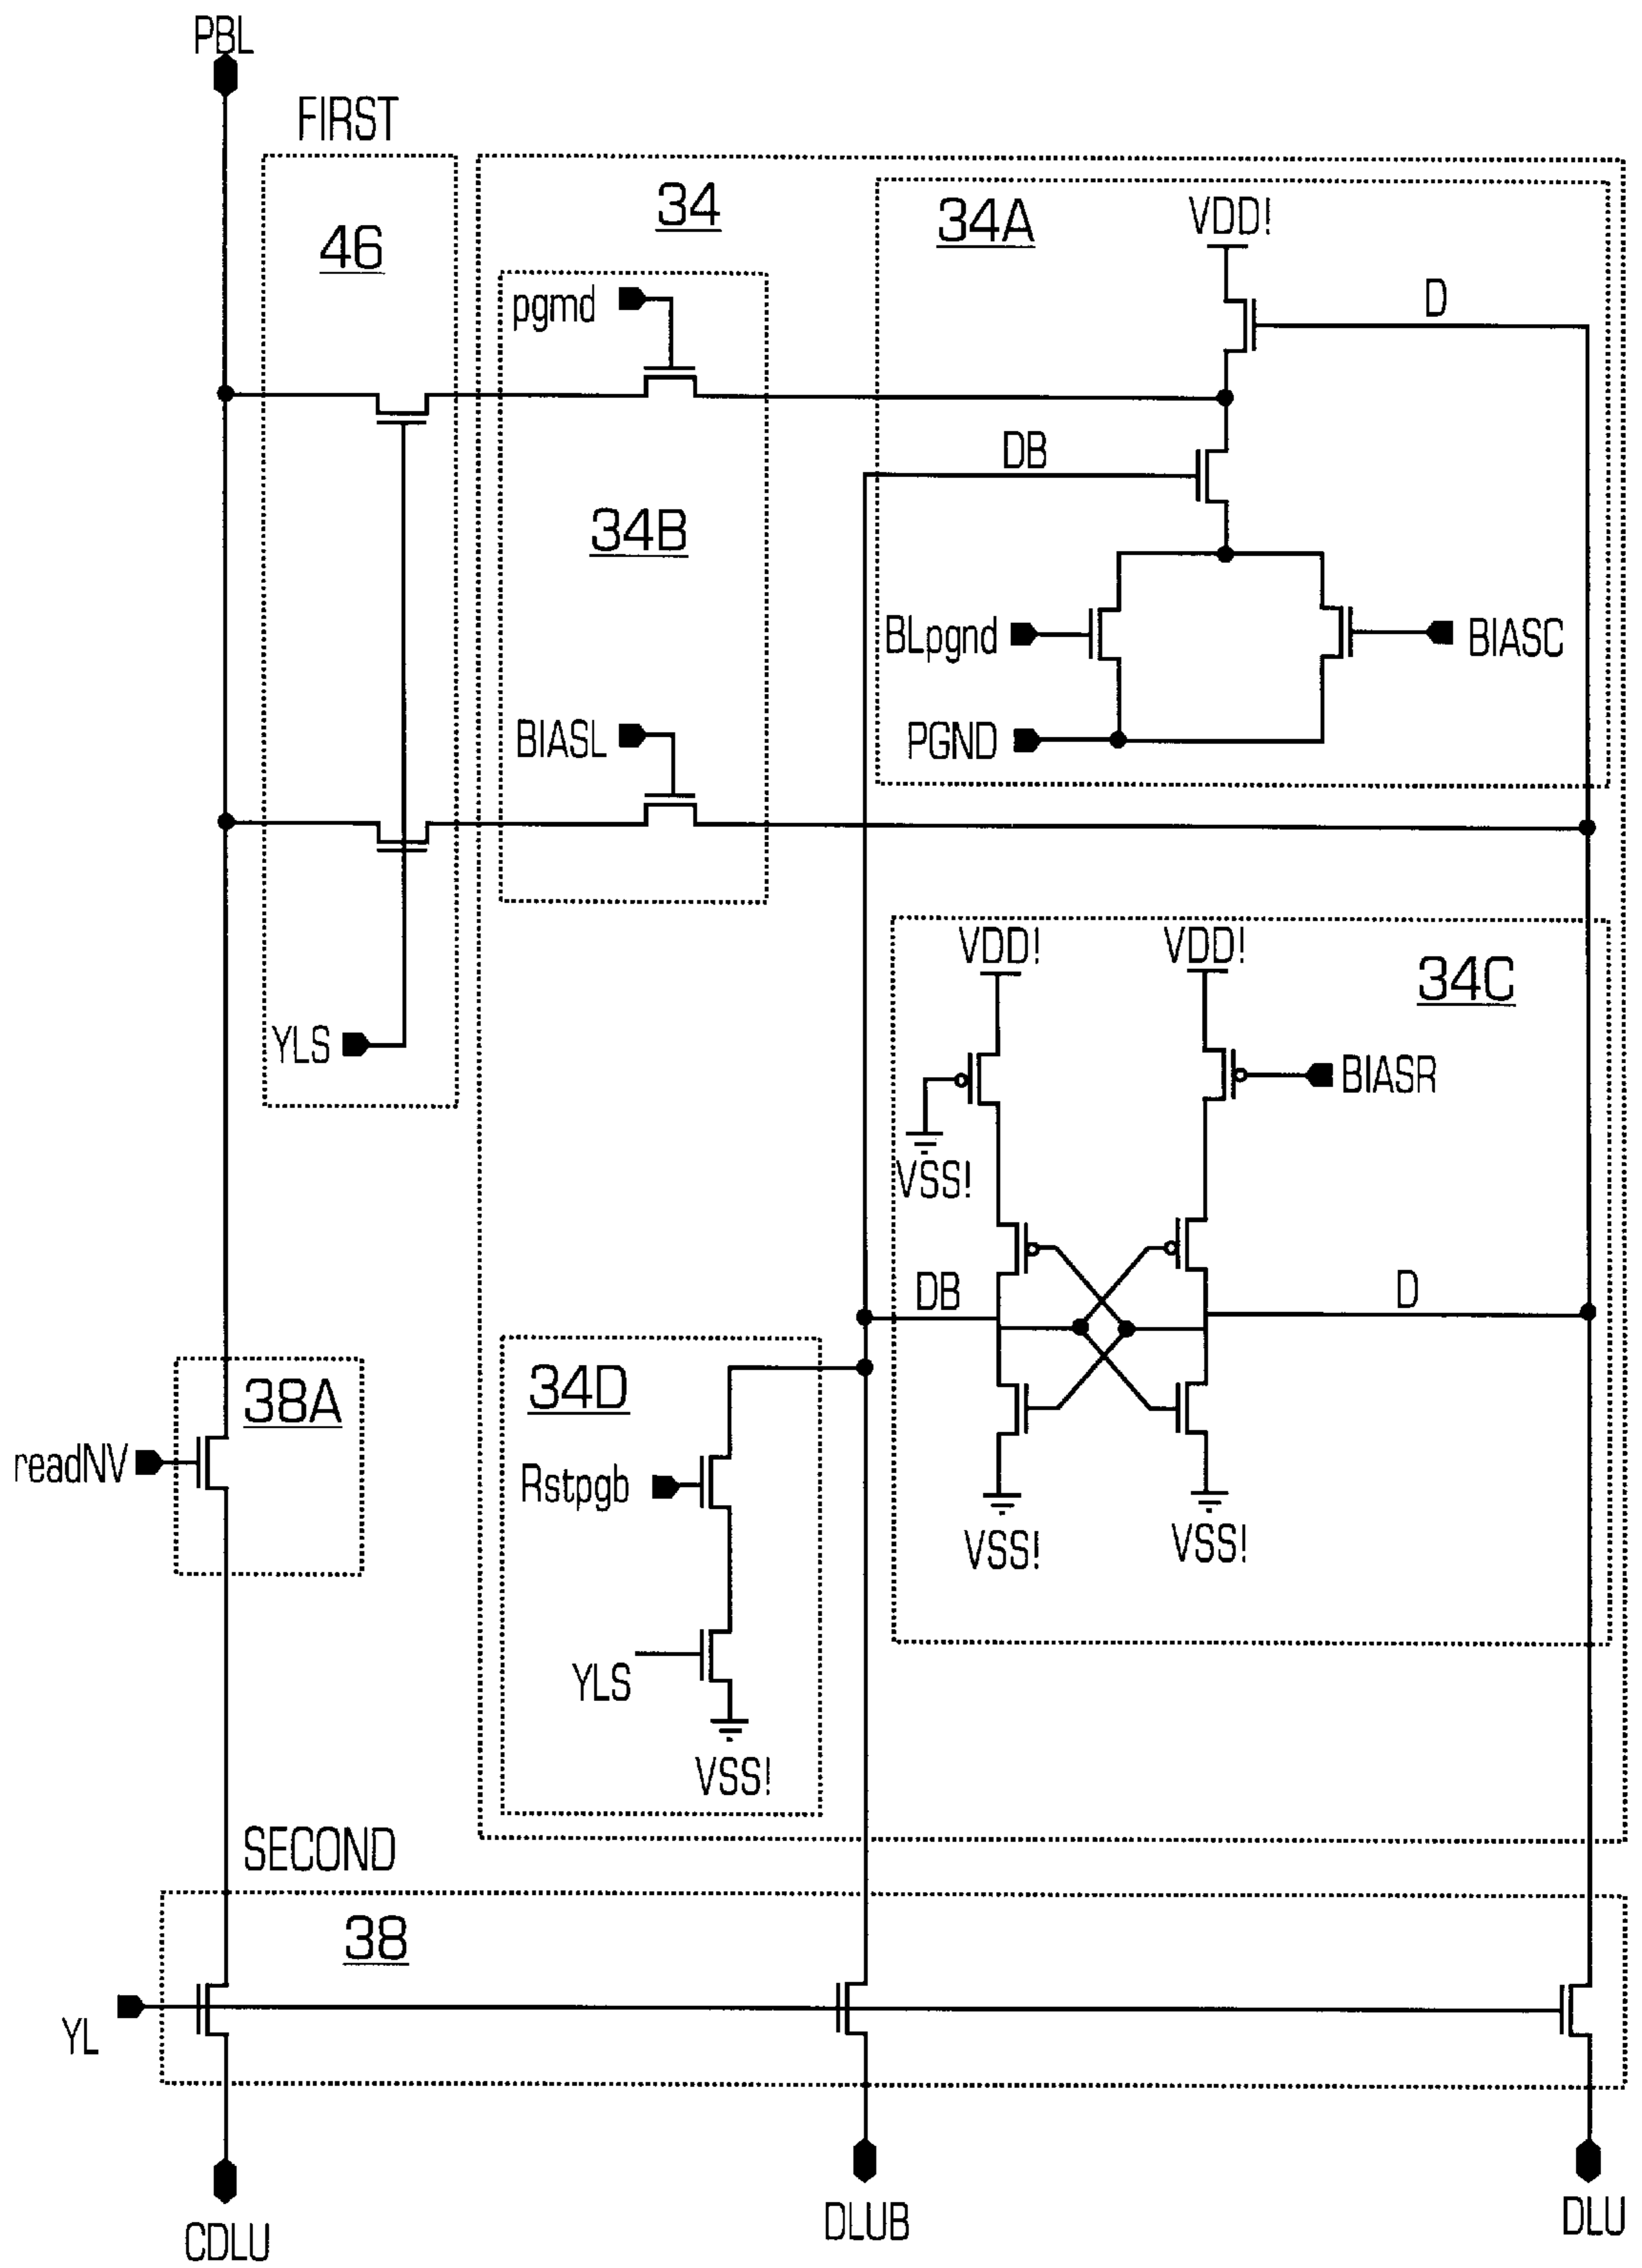 PBL
FIRST
34
34A
VDD!
46
pgmd
D
DB
34B
BLpgnd
BIASC
BIASL
PGND
VDD!
VDD!
34C
YLS
BIASR
VSS!
DB
D
34D
38A
readNV
Rstpgb
VSS!
VSS!
YLS
VSS!
SECOND
38
YL
DLUB
DLU
CDLU